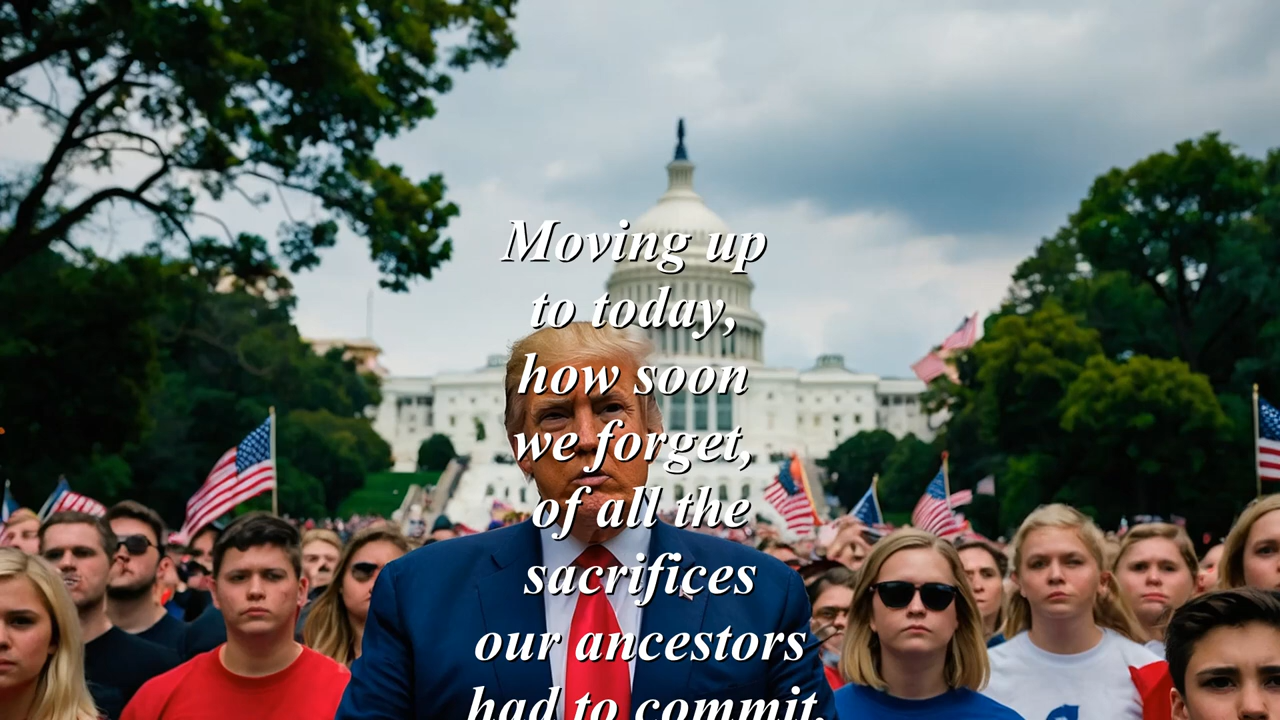 Moving up
to today,
how soon
we forget,
of all the
sacrifices
our ancestors
had to commit,